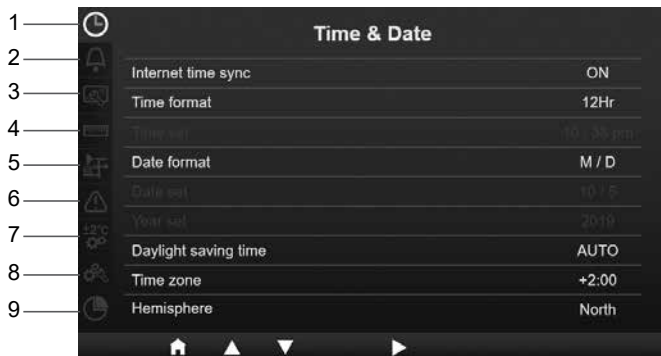 Time & Date
1
2
3
4
5
6
7
8
9
Internet time sync ON
Time format 12Hr
Time set 10 : 38 pm
Date format M / D
Date set 10 / 5
Year set 2019
±2°C
Daylight saving time AUTO
Time zone +2:00
Hemisphere North